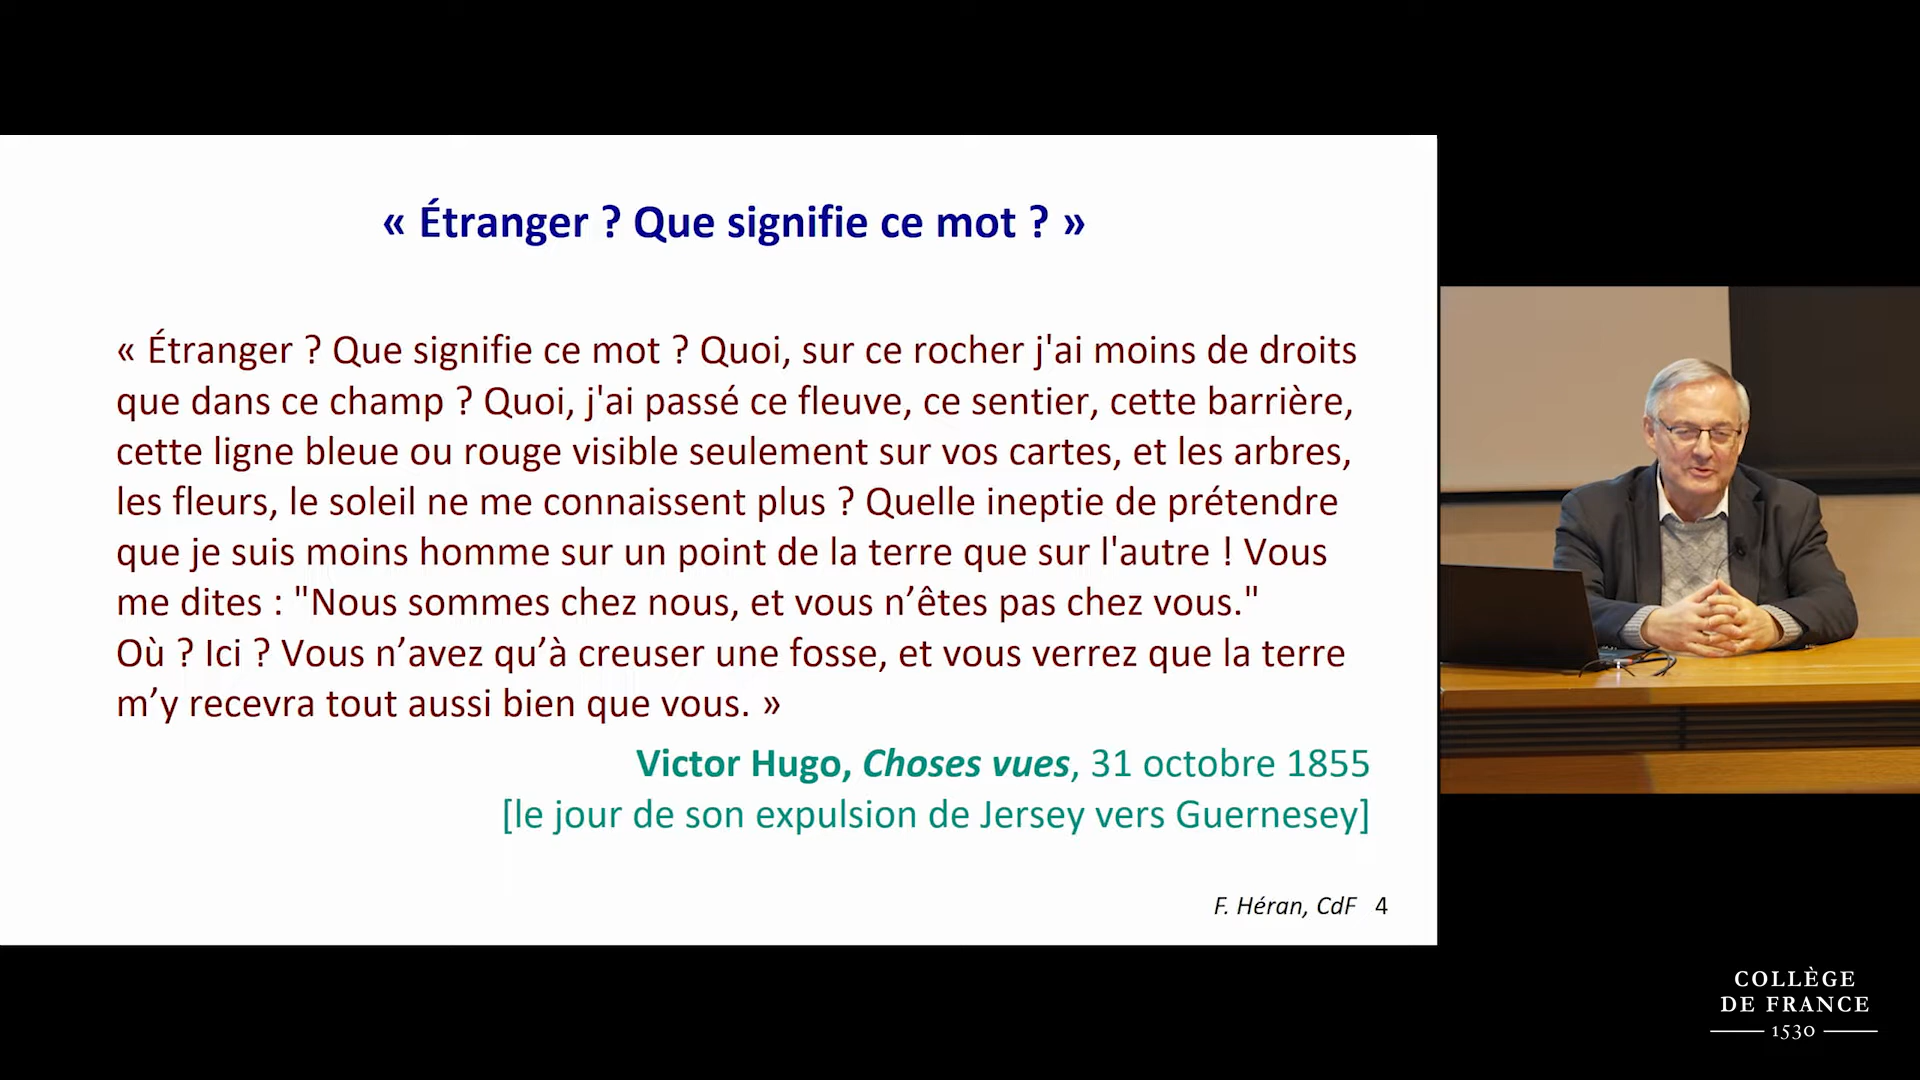 « Étranger ? Que signifie ce mot ? »
« Étranger ? Que signifie ce mot ? Quoi, sur ce rocher j'ai moins de droits
que dans ce champ ? Quoi, j'ai passé ce fleuve, ce sentier, cette barrière,
cette ligne bleue ou rouge visible seulement sur vos cartes, et les arbres,
les fleurs, le soleil ne me connaissent plus ? Quelle ineptie de prétendre
que je suis moins homme sur un point de la terre que sur l'autre ! Vous
me dites : "Nous sommes chez nous, et vous n’êtes pas chez vous."
Où ? Ici ? Vous n’avez qu’à creuser une fosse, et vous verrez que la terre
m’y recevra tout aussi bien que vous. »
Victor Hugo, Choses vues, 31 octobre 1855
[le jour de son expulsion de Jersey vers Guernesey]
F. Héran, CdF 4
COLLÈGE
DE FRANCE
1530